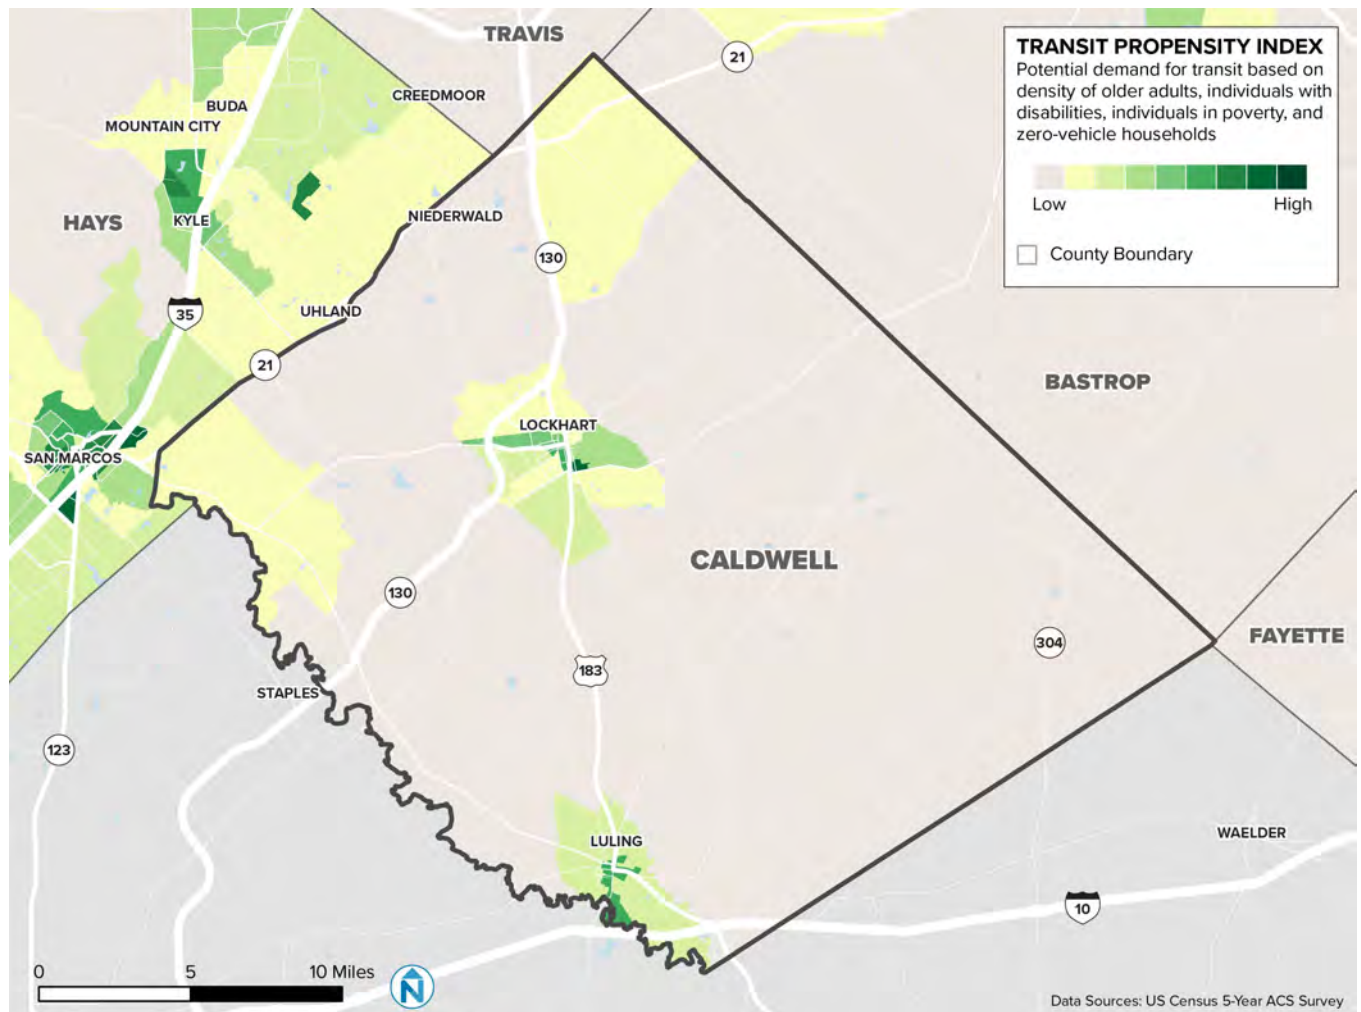 TRAVIS
21
TRANSIT PROPENSITY INDEX
Potential demand for transit based on
density of older adults, individuals with
disabilities, individuals in poverty, and
zero-vehicle households
Low
High
County Boundary
CREEDMOOR
BUDA
MOUNTAIN CITY
HAYS
KYLE
NIEDERWALD
130
35
UHLAND
21
BASTROP
LOCKHART
SAN MARCOS
CALDWELL
130
FAYETTE
304
183
STAPLES
123
WAELDER
LULING
10
0
5
10 Miles
N
Data Sources: US Census 5-Year ACS Survey